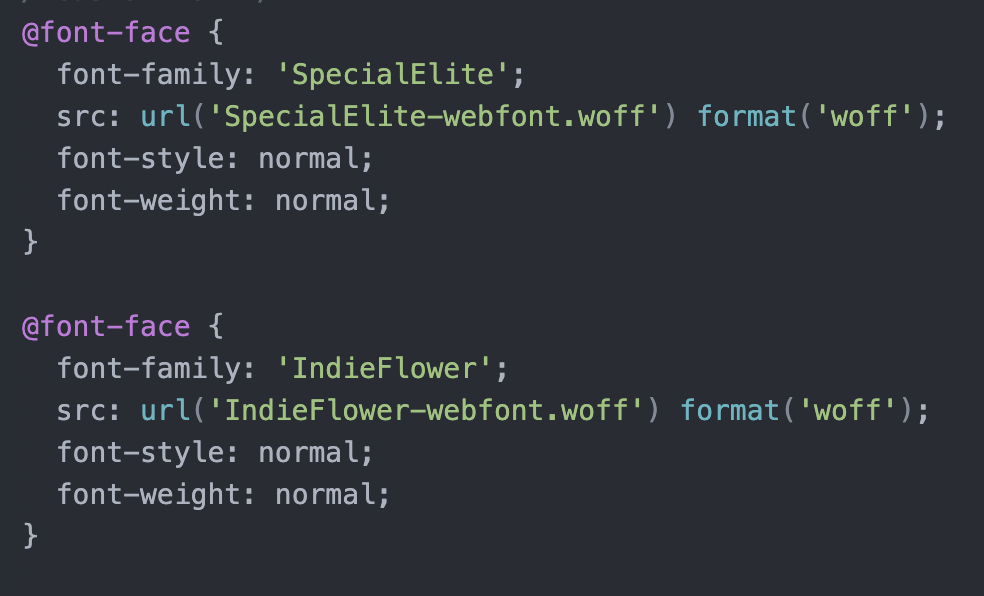 @font-face {
  font-family: 'SpecialElite';
  src: url('SpecialElite-webfont.woff') format('woff');
  font-style: normal;
  font-weight: normal;
}

@font-face {
  font-family: 'IndieFlower';
  src: url('IndieFlower-webfont.woff') format('woff');
  font-style: normal;
  font-weight: normal;
}